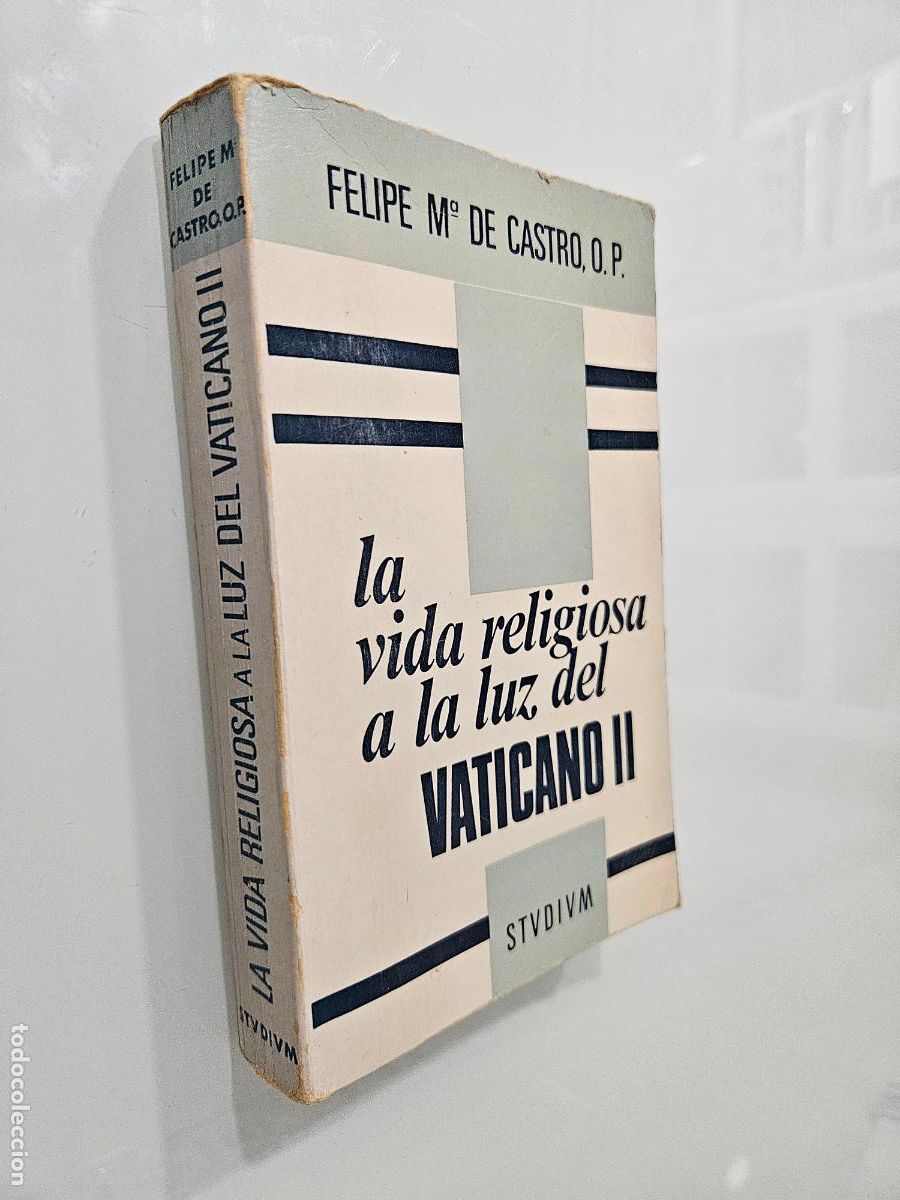 FELIPE Mª DE CASTRO, O.P.
la
vida religiosa
a la luz del
VATICANO II
STVDIVM
FELIPE Mª
DE
CASTRO, O.P.
LA VIDA RELIGIOSA A LA LUZ DEL VATICANO II
STVDIVM
todocoleccion